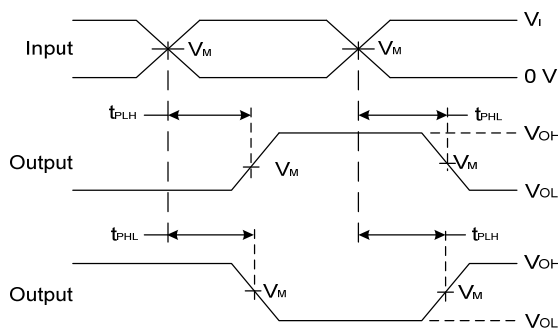 VI
Input
VM
VM
0 V
tPLH
tPHL
VOH
Output
VM
VM
VOL
tPHL
tPLH
VOH
Output
VM
VM
VOL